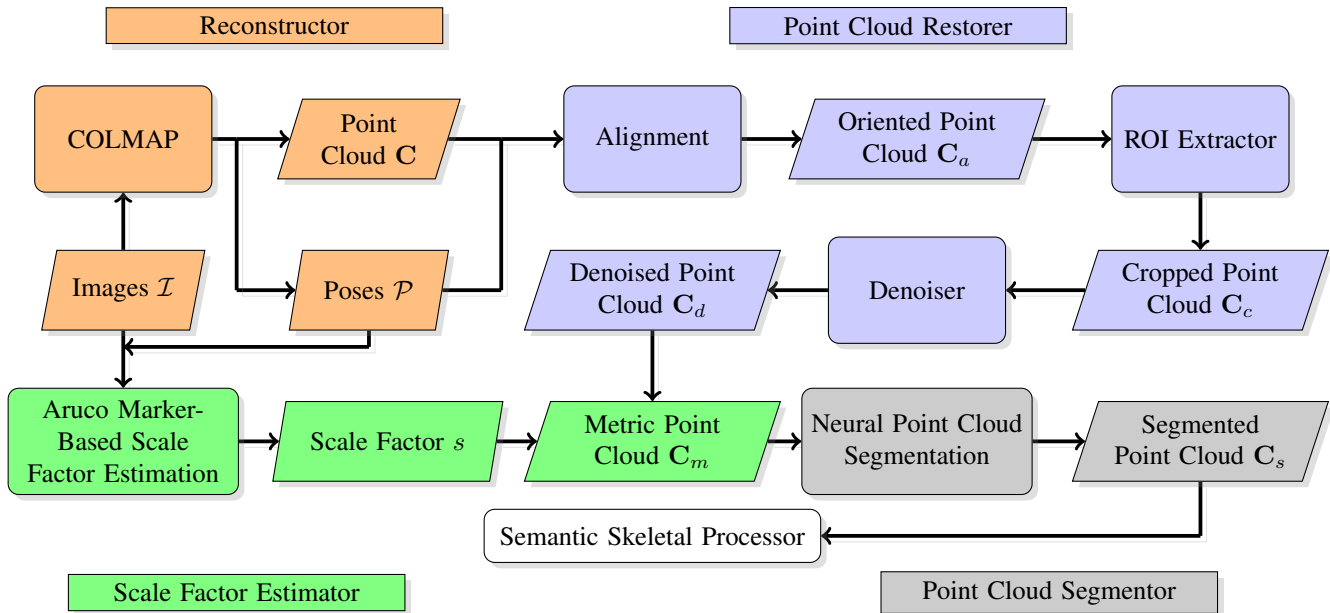 Reconstructor
Point Cloud Restorer
COLMAP
Point
Cloud C
Alignment
Oriented Point
Cloud C_a
ROI Extractor
Images ℐ
Poses 𝒫
Denoised Point
Cloud C_d
Denoiser
Cropped Point
Cloud C_c
Aruco Marker-
Based Scale
Factor Estimation
Scale Factor s
Metric Point
Cloud C_m
Neural Point Cloud
Segmentation
Segmented
Point Cloud C_s
Semantic Skeletal Processor
Scale Factor Estimator
Point Cloud Segmentor